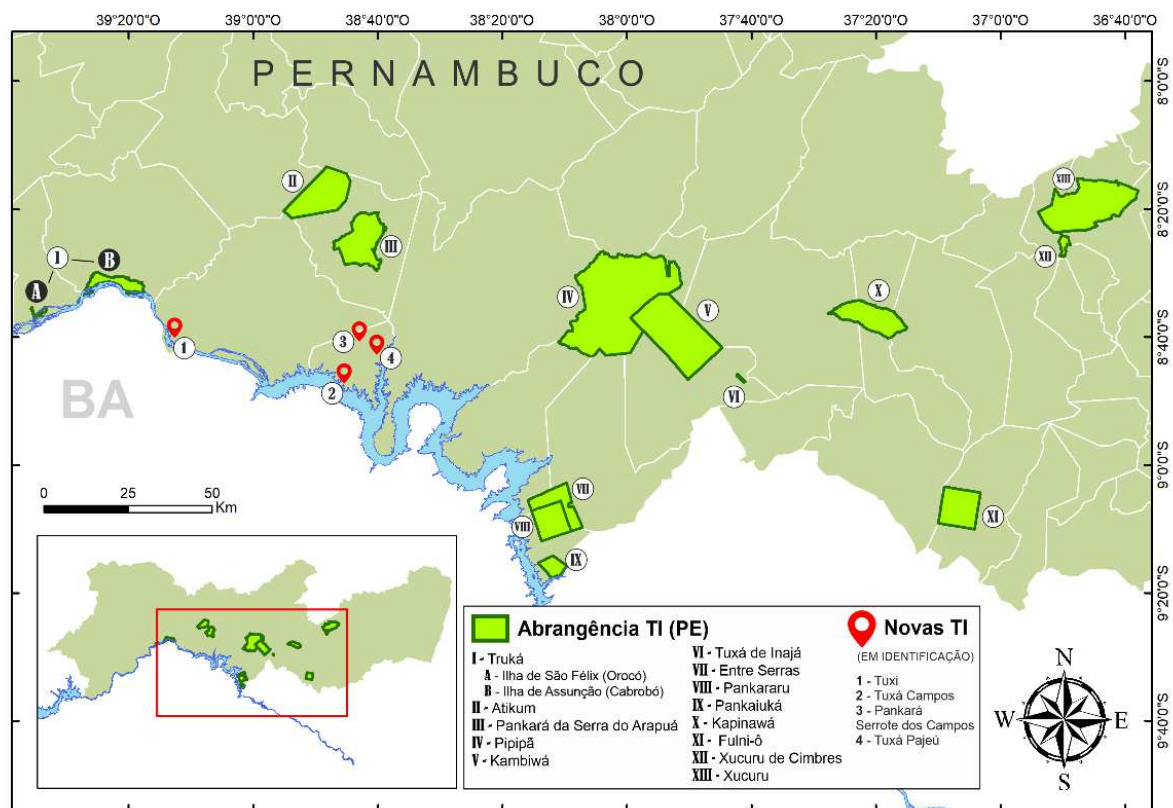 39°20'0"O 39°0'0"O 38°40'0"O 38°20'0"O 38°0'0"O 37°40'0"O 37°20'0"O 37°0'0"O 36°40'0"O
PERNAMBUCO
8°0'0"S
II
XIII
8°20'0"S
III
XII
I
B
A
IV
V
X
1
3
4
8°40'0"S
2
VI
BA
9°0'0"S
VII
VIII
XI
IX
0 25 50
Km
9°20'0"S
9°40'0"S
Abrangência TI (PE)
I - Truká
A - Ilha de São Félix (Orocó)
B - Ilha de Assunção (Cabrobó)
II - Atikum
III - Pankará da Serra do Arapuá
IV - Pipipã
V - Kambiwá
VI - Tuxá de Inajá
VII - Entre Serras
VIII - Pankararu
IX - Pankaiuká
X - Kapinawá
XI - Fulni-ô
XII - Xucuru de Cimbres
XIII - Xucuru
Novas TI
(EM IDENTIFICAÇÃO)
1 - Tuxi
2 - Tuxá Campos
3 - Pankará
Serrote dos Campos
4 - Tuxá Pajeú
N
W E
S